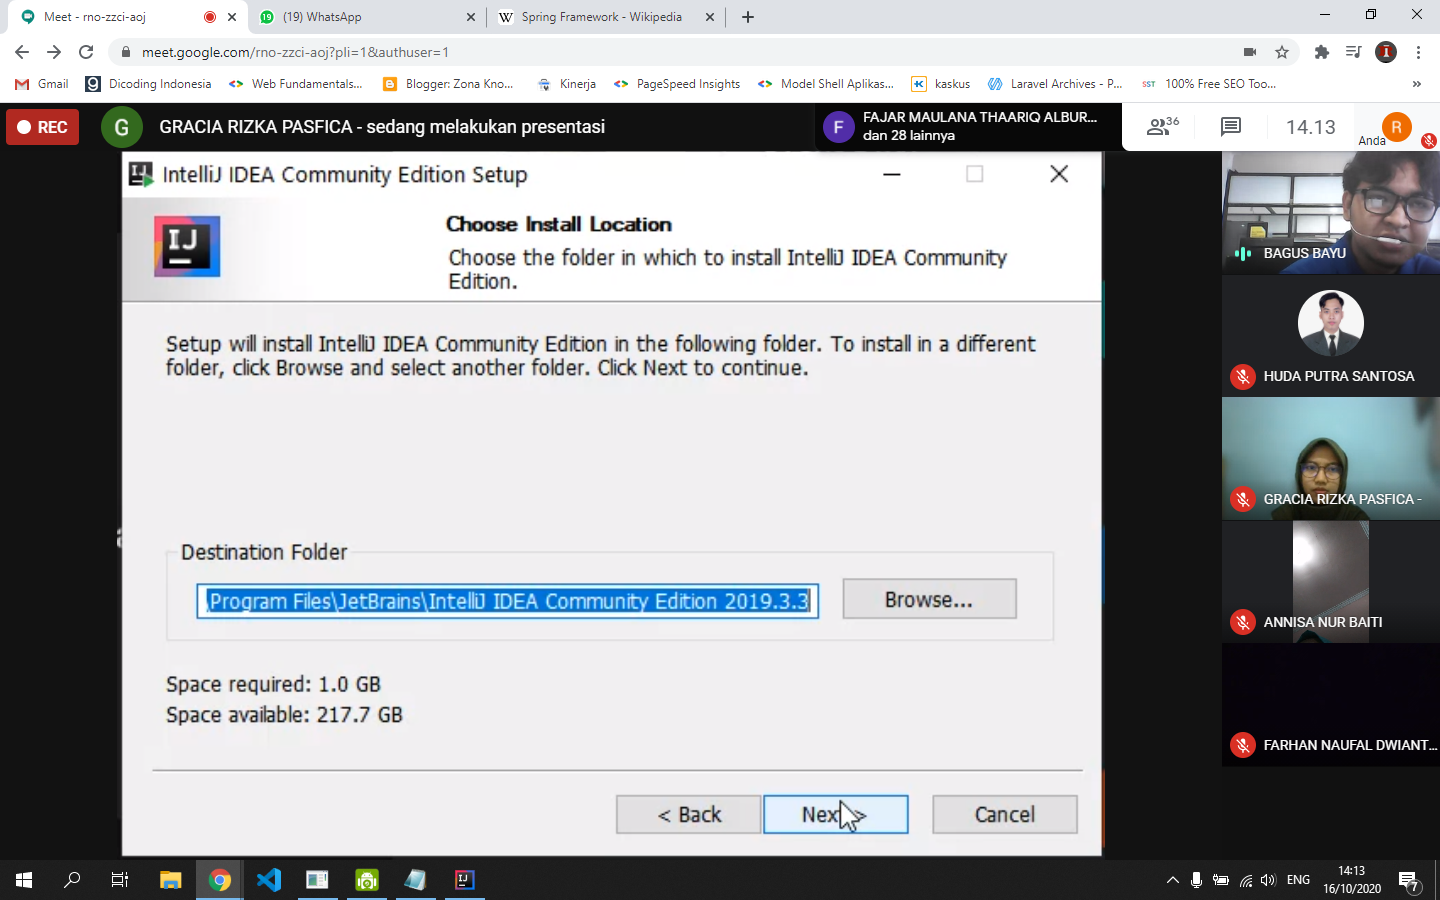 Meet - rno-zzci-aoj
(19) WhatsApp
Spring Framework - Wikipedia
meet.google.com/rno-zzci-aoj?pli=1&authuser=1
Gmail
Dicoding Indonesia
Web Fundamentals...
Blogger: Zona Kno...
Kinerja
PageSpeed Insights
Model Shell Aplikas...
kaskus
Laravel Archives - P...
SST
100% Free SEO Too...
»
REC
G
GRACIA RIZKA PASFICA - sedang melakukan presentasi
F
FAJAR MAULANA THAARIQ ALBUR...
dan 28 lainnya
36
14.13
Anda
R
IJ
IntelliJ IDEA Community Edition Setup
IJ
Choose Install Location
Choose the folder in which to install IntelliJ IDEA Community
Edition.
Setup will install IntelliJ IDEA Community Edition in the following folder. To install in a different
folder, click Browse and select another folder. Click Next to continue.
Destination Folder
\Program Files\JetBrains\IntelliJ IDEA Community Edition 2019.3.3
Browse...
Space required: 1.0 GB
Space available: 217.7 GB
< Back
Next >
Cancel
BAGUS BAYU
HUDA PUTRA SANTOSA
GRACIA RIZKA PASFICA -
ANNISA NUR BAITI
FARHAN NAUFAL DWIANT...
IJ
ENG
14:13
16/10/2020
7